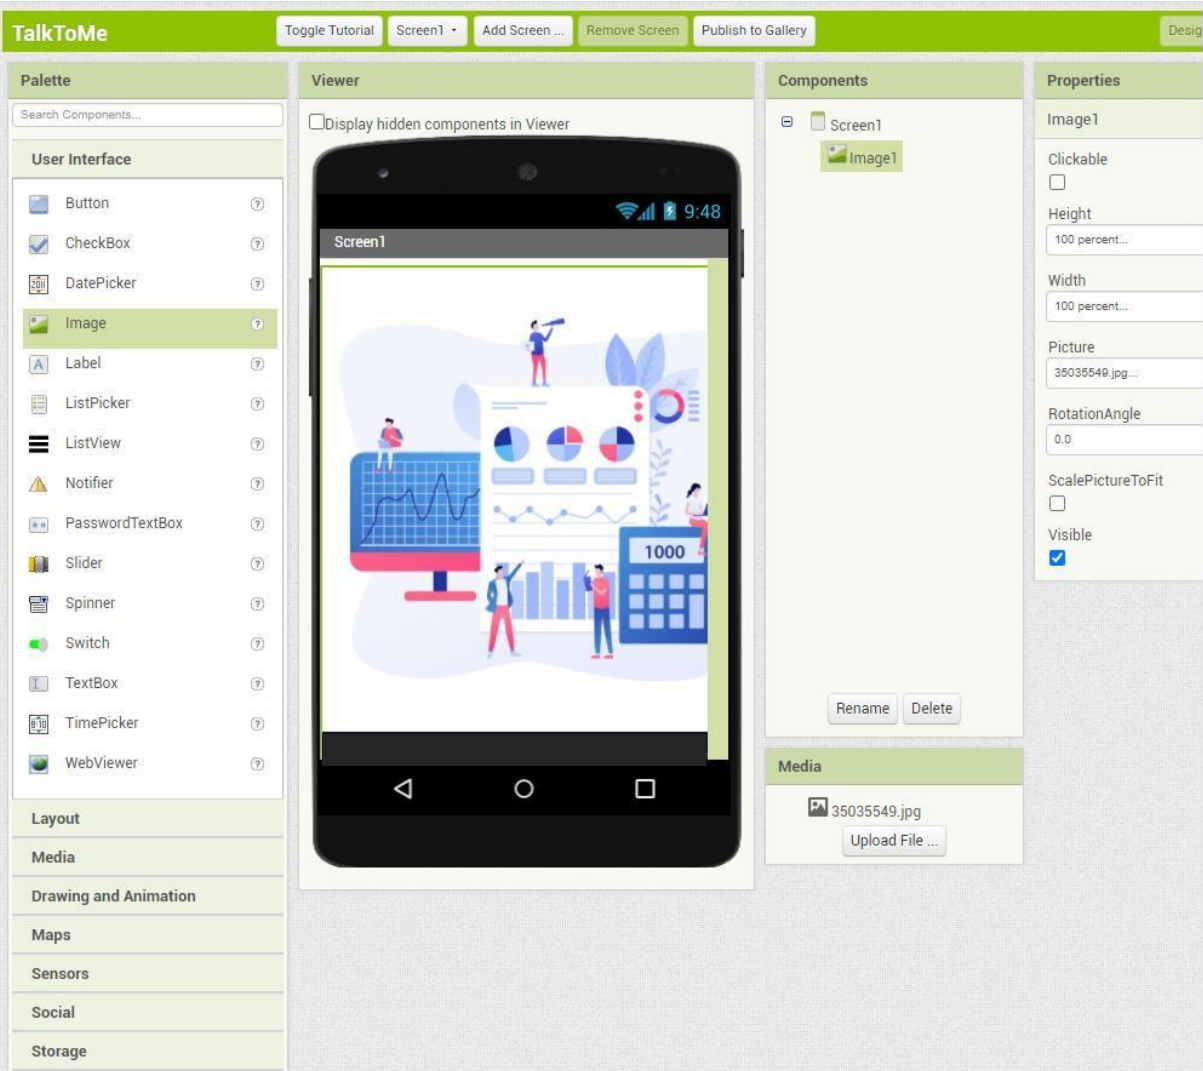 TalkToMe
Toggle Tutorial
Screen1
Add Screen ...
Remove Screen
Publish to Gallery
Palette
Search Components...
User Interface
Button
CheckBox
DatePicker
Image
Label
ListPicker
ListView
Notifier
PasswordTextBox
Slider
Spinner
Switch
TextBox
TimePicker
WebViewer
Layout
Media
Drawing and Animation
Maps
Sensors
Social
Storage
Viewer
Display hidden components in Viewer
9:48
Screen1
1000
Components
Screen1
Image1
Rename Delete
Media
35035549.jpg
Upload File ...
Properties
Image1
Clickable
Height
100 percent...
Width
100 percent...
Picture
35035549.jpg...
RotationAngle
0.0
ScalePictureToFit
Visible